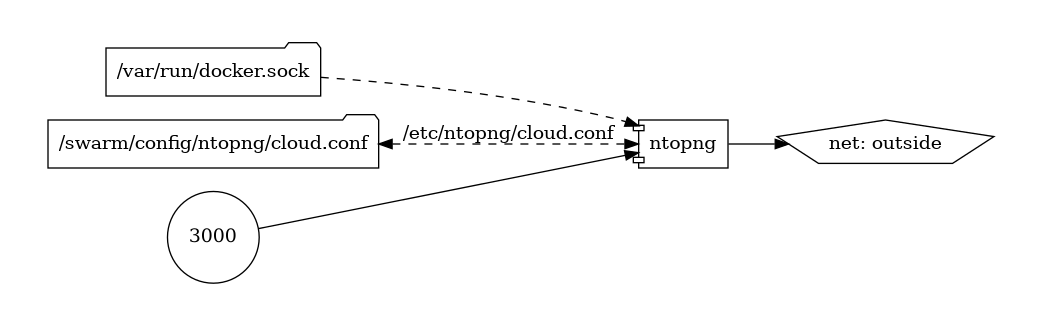 /var/run/docker.sock
/swarm/config/ntopng/cloud.conf
/etc/ntopng/cloud.conf
ntopng
net: outside
3000